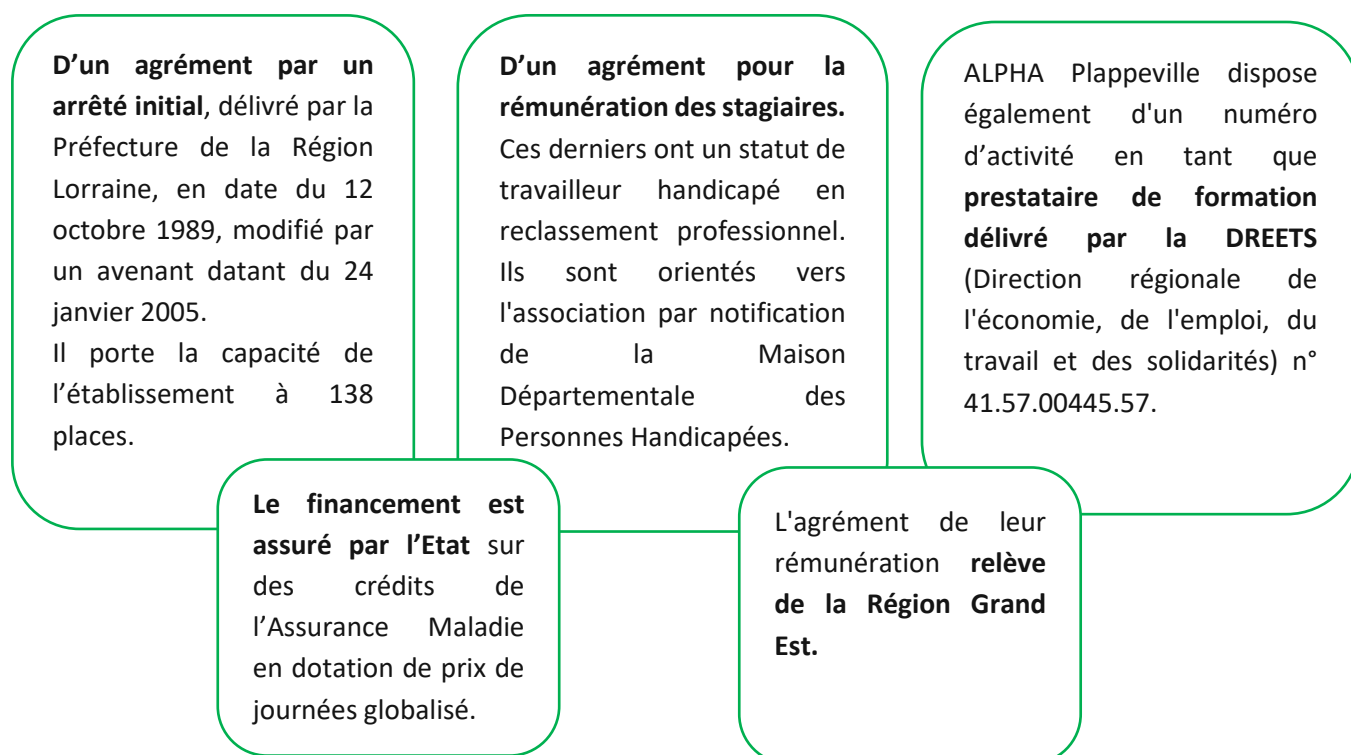 D’un agrément par un
arrêté initial, délivré par la
Préfecture de la Région
Lorraine, en date du 12
octobre 1989, modifié par
un avenant datant du 24
janvier 2005.
Il porte la capacité de
l’établissement à 138
places.
D’un agrément pour la
rémunération des stagiaires.
Ces derniers ont un statut de
travailleur handicapé en
reclassement professionnel.
Ils sont orientés vers
l'association par notification
de la Maison
Départementale des
Personnes Handicapées.
ALPHA Plappeville dispose
également d'un numéro
d’activité en tant que
prestataire de formation
délivré par la DREETS
(Direction régionale de
l'économie, de l'emploi, du
travail et des solidarités) n°
41.57.00445.57.
Le financement est
assuré par l’Etat sur
des crédits de
l’Assurance Maladie
en dotation de prix de
journées globalisé.
L'agrément de leur
rémunération relève
de la Région Grand
Est.